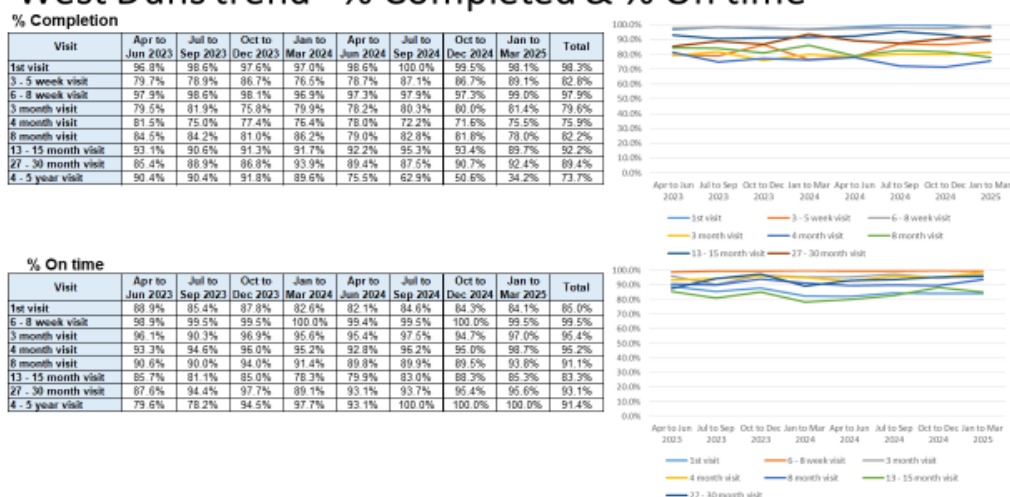 West Duns trend - % Completed & % On time
% Completion
Visit Apr to Jun 2023 Jul to Sep 2023 Oct to Dec 2023 Jan to Mar 2024 Apr to Jun 2024 Jul to Sep 2024 Oct to Dec 2024 Jan to Mar 2025 Total
1st visit 96.8% 98.6% 97.6% 97.0% 98.6% 100.0% 99.5% 98.1% 98.3%
3 - 5 week visit 79.7% 78.9% 86.7% 76.5% 78.7% 87.1% 86.7% 89.1% 82.8%
6 - 8 week visit 97.9% 98.6% 98.1% 96.9% 97.3% 97.9% 97.3% 99.0% 97.9%
3 month visit 79.5% 81.9% 75.8% 79.9% 78.2% 80.3% 80.0% 81.4% 79.6%
4 month visit 81.5% 75.0% 77.4% 76.4% 78.0% 72.2% 71.6% 75.5% 75.9%
8 month visit 84.5% 84.2% 81.0% 86.2% 79.0% 82.8% 81.8% 78.0% 82.2%
13 - 15 month visit 93.1% 90.6% 91.3% 91.7% 92.2% 95.3% 93.4% 89.7% 92.2%
27 - 30 month visit 85.4% 88.9% 86.8% 93.9% 89.4% 87.5% 90.7% 92.4% 89.4%
4 - 5 year visit 90.4% 90.4% 91.8% 89.6% 75.5% 62.9% 50.6% 34.2% 73.7%
100.0%
90.0%
80.0%
70.0%
60.0%
50.0%
40.0%
30.0%
20.0%
10.0%
0.0%
Apr to Jun Jul to Sep Oct to Dec Jan to Mar Apr to Jun Jul to Sep Oct to Dec Jan to Mar
2023 2023 2023 2024 2024 2024 2024 2025
1st visit 3 - 5 week visit 6 - 8 week visit
3 month visit 4 month visit 8 month visit
13 - 15 month visit 27 - 30 month visit
% On time
Visit Apr to Jun 2023 Jul to Sep 2023 Oct to Dec 2023 Jan to Mar 2024 Apr to Jun 2024 Jul to Sep 2024 Oct to Dec 2024 Jan to Mar 2025 Total
1st visit 88.9% 85.4% 87.8% 82.6% 82.1% 84.6% 84.3% 84.1% 85.0%
6 - 8 week visit 98.9% 99.5% 99.5% 100.0% 99.4% 99.5% 100.0% 99.5% 99.5%
3 month visit 96.1% 90.3% 96.9% 95.6% 95.4% 97.5% 94.7% 97.0% 95.4%
4 month visit 93.3% 94.6% 96.0% 95.2% 92.8% 96.2% 95.0% 98.7% 95.2%
8 month visit 90.6% 90.0% 94.0% 91.4% 89.8% 89.9% 89.5% 93.8% 91.1%
13 - 15 month visit 85.7% 81.1% 85.0% 78.3% 79.9% 83.0% 88.3% 85.3% 83.3%
27 - 30 month visit 87.6% 94.4% 97.7% 89.1% 93.1% 93.7% 95.4% 95.6% 93.1%
4 - 5 year visit 79.6% 78.2% 94.5% 97.7% 93.1% 100.0% 100.0% 100.0% 91.4%
100.0%
90.0%
80.0%
70.0%
60.0%
50.0%
40.0%
30.0%
20.0%
10.0%
0.0%
Apr to Jun Jul to Sep Oct to Dec Jan to Mar Apr to Jun Jul to Sep Oct to Dec Jan to Mar
2023 2023 2023 2024 2024 2024 2024 2025
1st visit 6 - 8 week visit 3 month visit
4 month visit 8 month visit 13 - 15 month visit
27 - 30 month visit